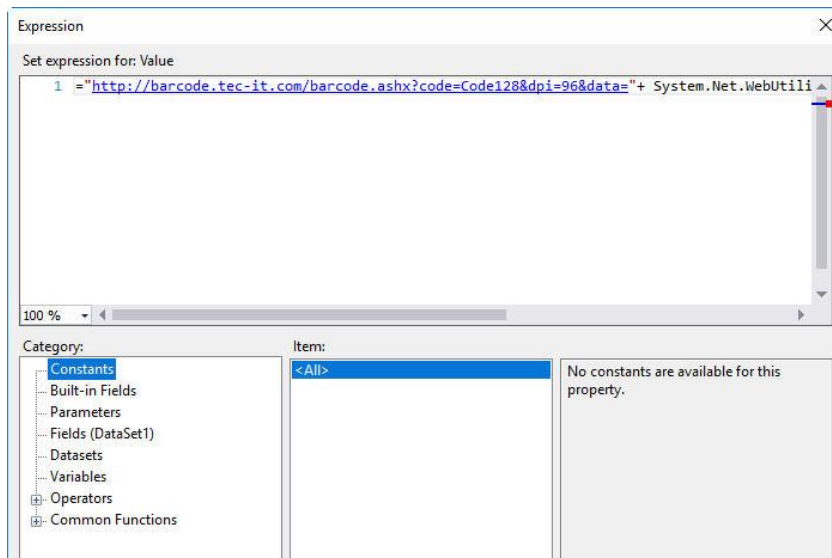 Expression
Set expression for: Value
1 ="http://barcode.tec-it.com/barcode.ashx?code=Code128&dpi=96&data="+ System.Net.WebUtili
100 %
Category:
Item:
Constants
Built-in Fields
Parameters
Fields (DataSet1)
Datasets
Variables
Operators
Common Functions
<All>
No constants are available for this
property.